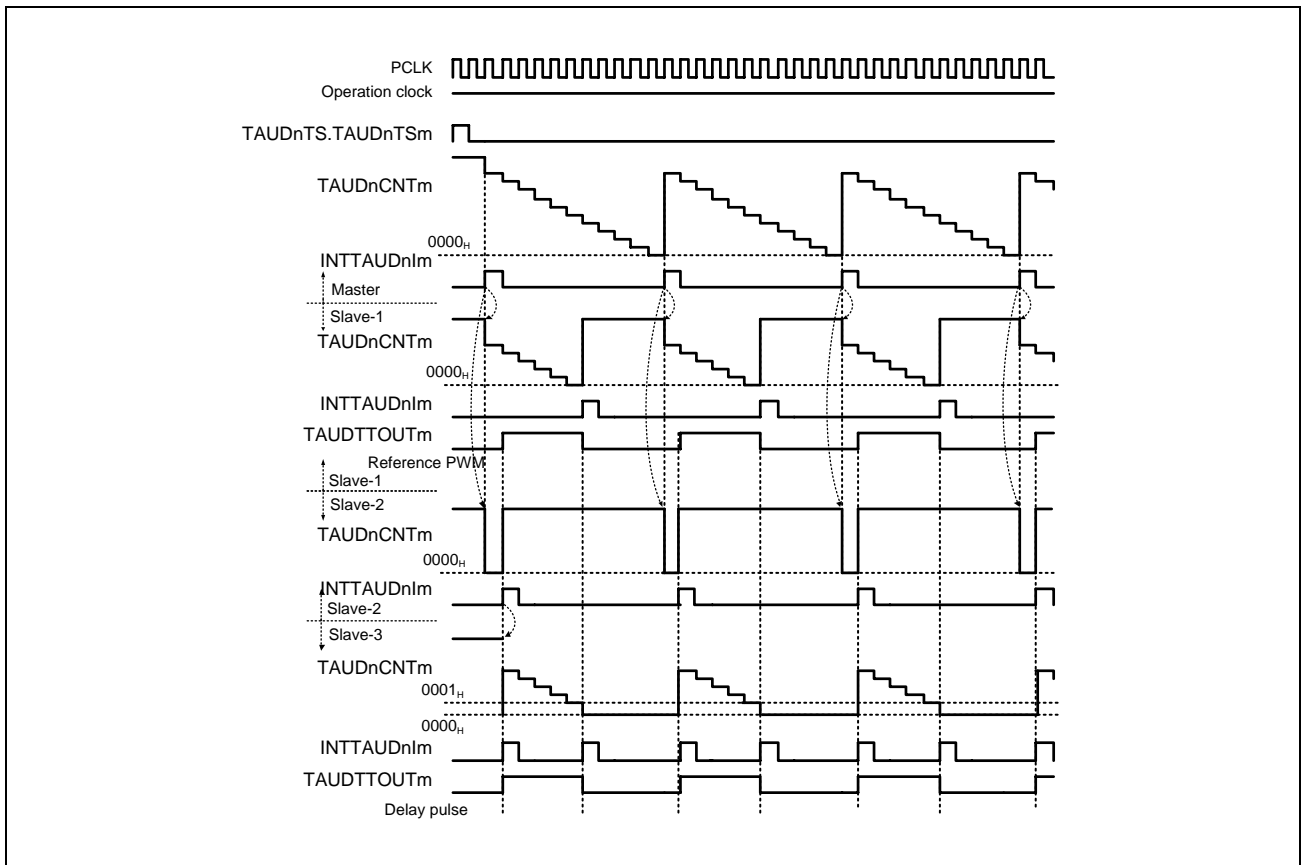 PCLK
Operation clock
TAUDnTS.TAUDnTSm
TAUDnCNTm
0000H
INTTAUDnIm
Master
Slave-1
TAUDnCNTm
0000H
INTTAUDnIm
TAUDTTOUTm
Reference PWM
Slave-1
Slave-2
TAUDnCNTm
0000H
INTTAUDnIm
Slave-2
Slave-3
TAUDnCNTm
0001H
0000H
INTTAUDnIm
TAUDTTOUTm
Delay pulse